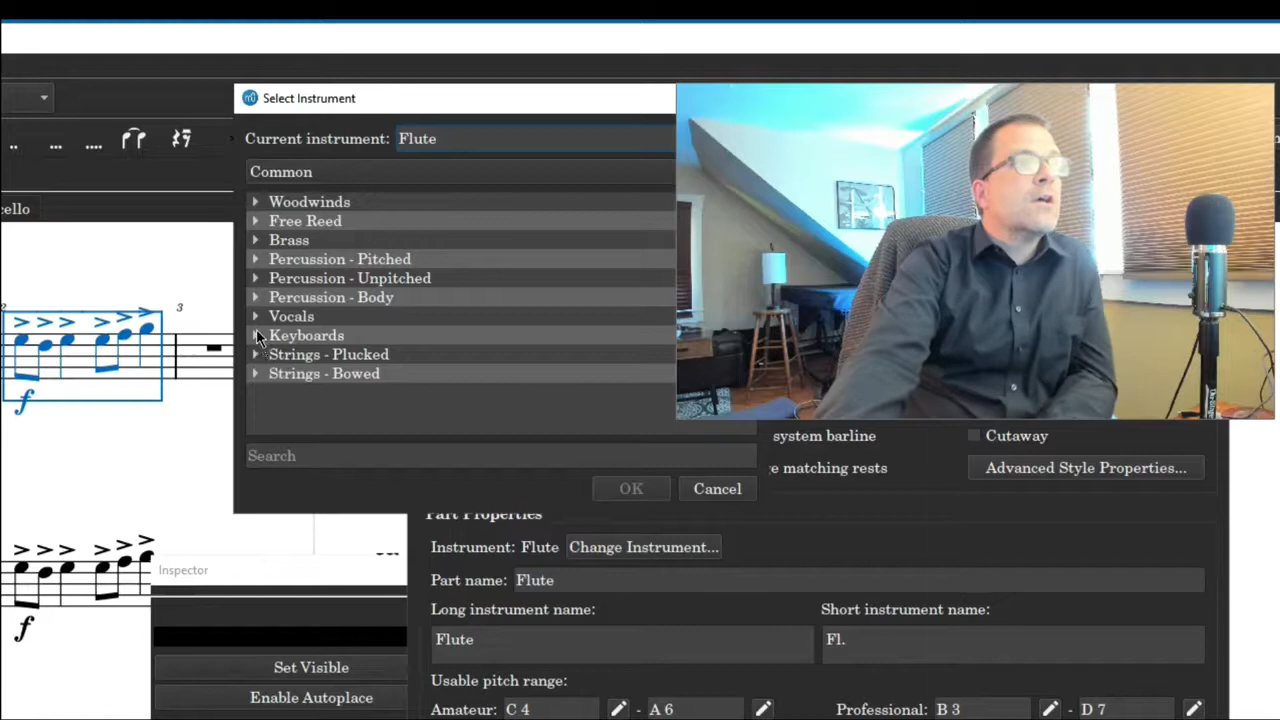 Select Instrument
Current instrument: Flute
Common
Woodwinds
Free Reed
Brass
Percussion - Pitched
Percussion - Unpitched
Percussion - Body
Vocals
Keyboards
Strings - Plucked
Strings - Bowed
Search
OK Cancel
cello
3
f
f
system barline Cutaway
matching rests Advanced Style Properties...
Part Properties
Instrument: Flute Change Instrument...
Part name: Flute
Long instrument name: Short instrument name:
Flute Fl.
Usable pitch range:
Amateur: C 4 - A 6 Professional: B 3 - D 7
Inspector
Set Visible
Enable Autoplace